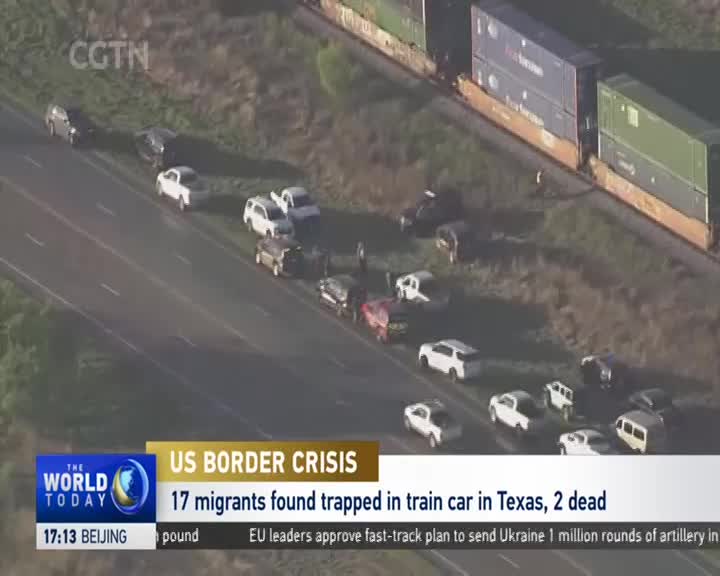 CGTN
US BORDER CRISIS
THE
WORLD
TODAY
17 migrants found trapped in train car in Texas, 2 dead
17:13 BEIJING
pound EU leaders approve fast-track plan to send Ukraine 1 million rounds of artillery in